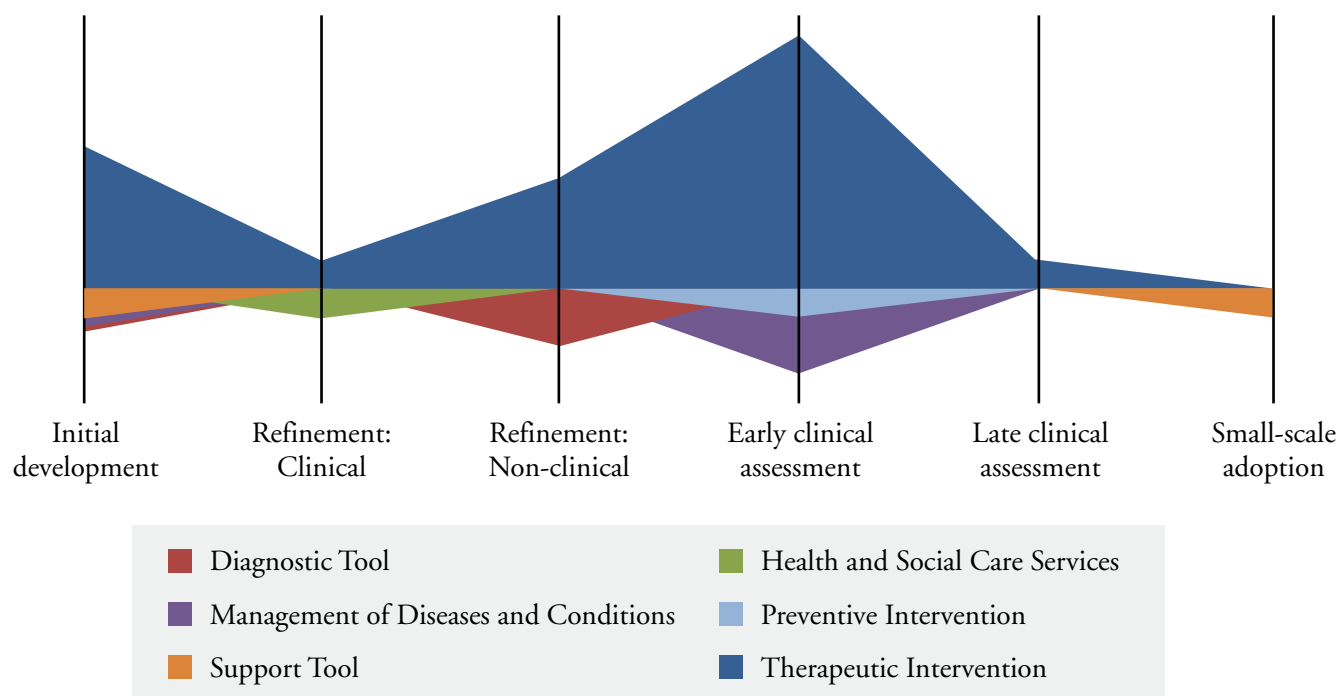 Initial
development
Refinement:
Clinical
Refinement:
Non-clinical
Early clinical
assessment
Late clinical
assessment
Small-scale
adoption
Diagnostic Tool
Health and Social Care Services
Management of Diseases and Conditions
Preventive Intervention
Support Tool
Therapeutic Intervention